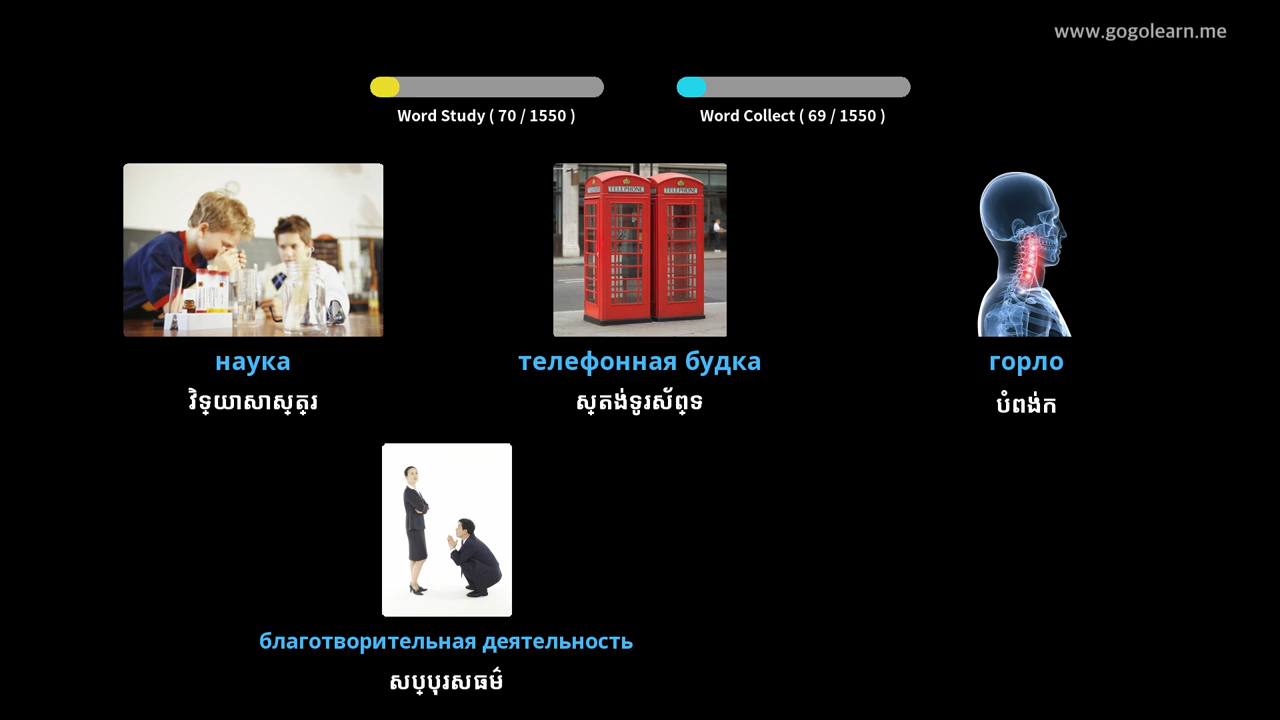 www.gogolearn.me
Word Study ( 70 / 1550 )
Word Collect ( 69 / 1550 )
TELEPHONE
TELEPHONE
наука
телефонная будка
горло
វិទ្យាសាស្ត្រ
ស្តង់ទូរស័ព្ទ
បំពង់ក
благотворительная деятельность
សប្បុរសធម៌